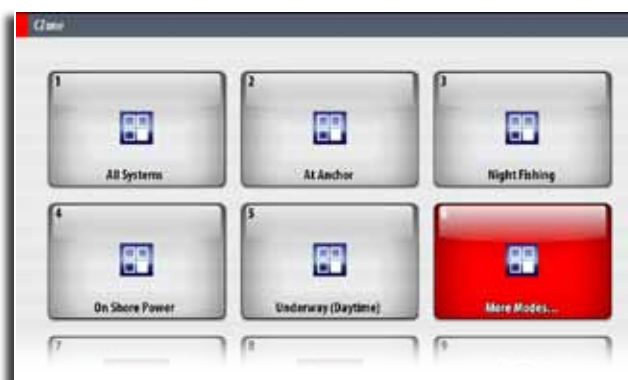 CZone
1 2 3
All Systems At Anchor Night Fishing
4 5 6
On Shore Power Underway (Daytime) More Modes...
7 8 9